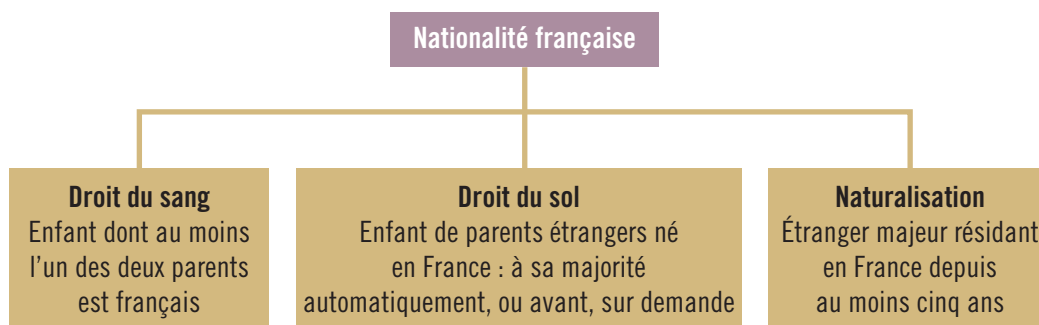 Nationalité française
Droit du sang
Enfant dont au moins
l'un des deux parents
est français
Droit du sol
Enfant de parents étrangers né
en France : à sa majorité
automatiquement, ou avant, sur demande
Naturalisation
Étranger majeur résidant
en France depuis
au moins cinq ans